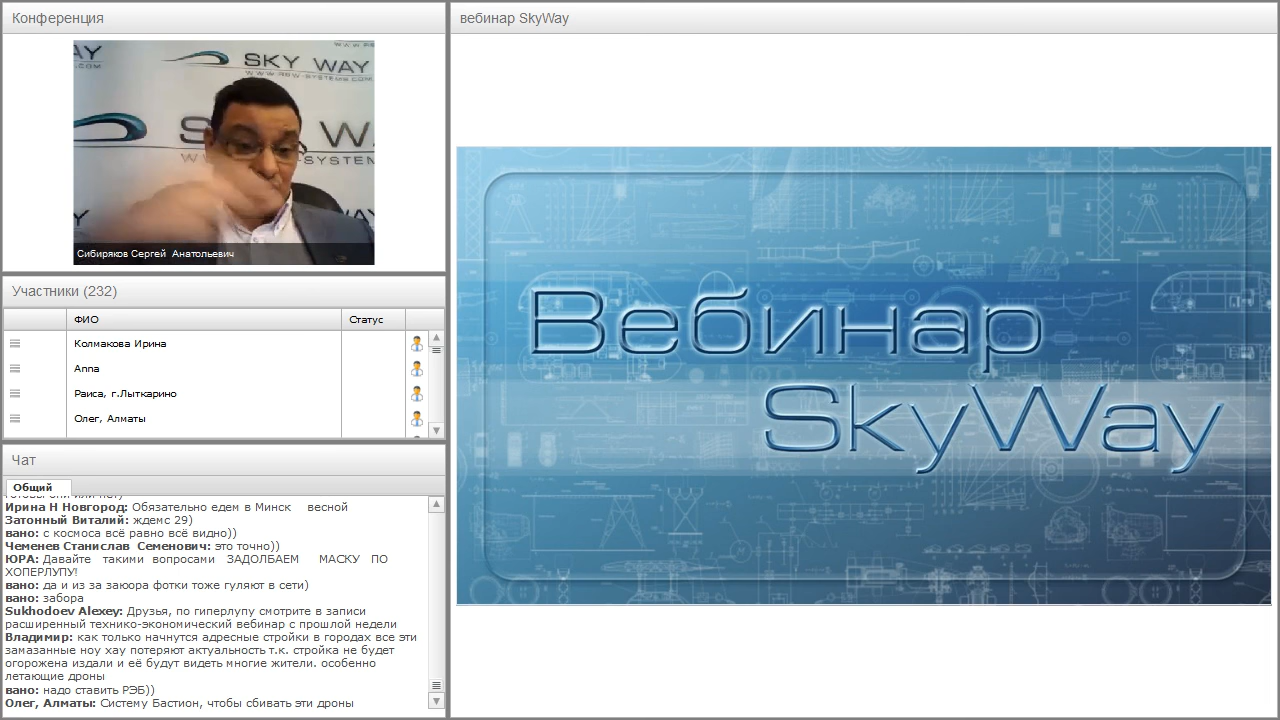 Конференция
вебинар SkyWay
SKY WAY
WWW.RSW-SYSTEMS.COM
Сибиряков Сергей Анатольевич
Участники (232)
ФИО Статус
Колмакова Ирина
Anna
Раиса, г.Лыткарино
Олег, Алматы
Чат
Общий
Ирина Н Новгород: Обязательно едем в Минск весной
Затонный Виталий: ждемс 29)
вано: с космоса всё равно всё видно))
Чеменев Станислав Семенович: это точно))
ЮРА: Давайте такими вопросами ЗАДОЛБАЕМ МАСКУ ПО
ХОПЕРЛУПУ!
вано: да и из за заюора фотки тоже гуляют в сети)
вано: забора
Sukhodoev Alexey: Друзья, по гиперлупу смотрите в записи
расширенный технико-экономический вебинар с прошлой недели
Владимир: как только начнутся адресные стройки в городах все эти
замазанные ноу хау потеряют актуальность т.к. стройка не будет
огорожена издали и её будут видеть многие жители. особенно
летающие дроны
вано: надо ставить РЭБ))
Олег, Алматы: Систему Бастион, чтобы сбивать эти дроны
Вебинар
SkyWay